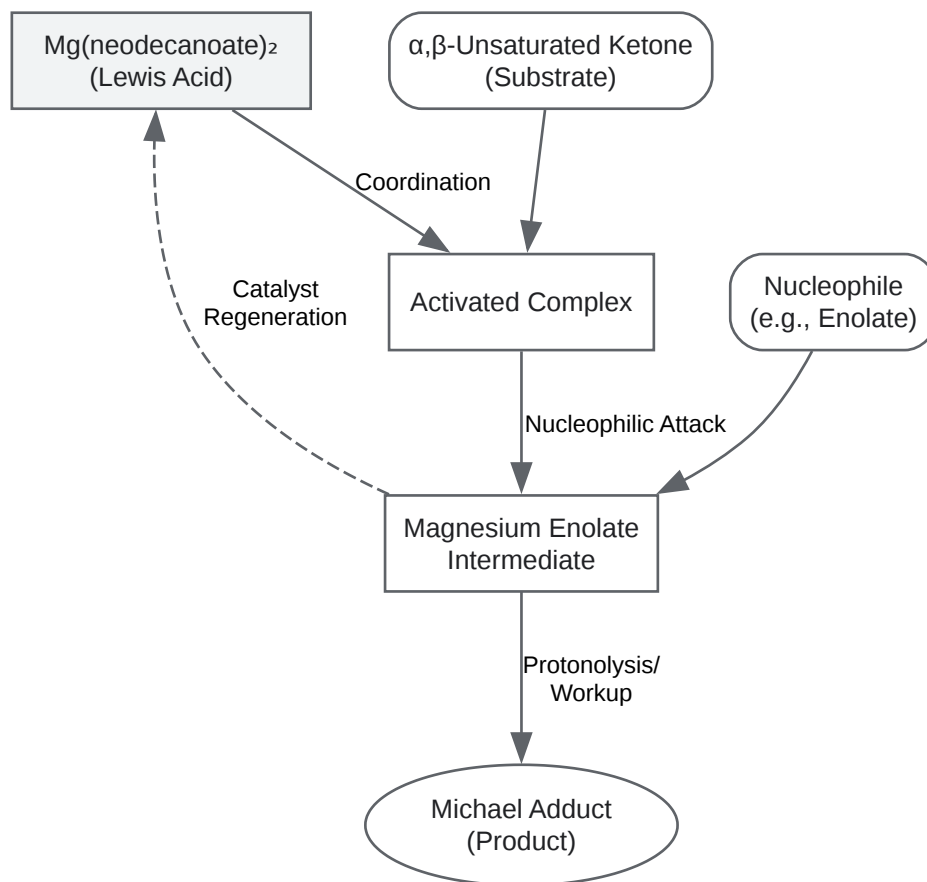 Mg(neodecanoate)₂
(Lewis Acid)
α,β-Unsaturated Ketone
(Substrate)
Coordination
Catalyst
Regeneration
Activated Complex
Nucleophile
(e.g., Enolate)
Nucleophilic Attack
Magnesium Enolate
Intermediate
Protonolysis/
Workup
Michael Adduct
(Product)